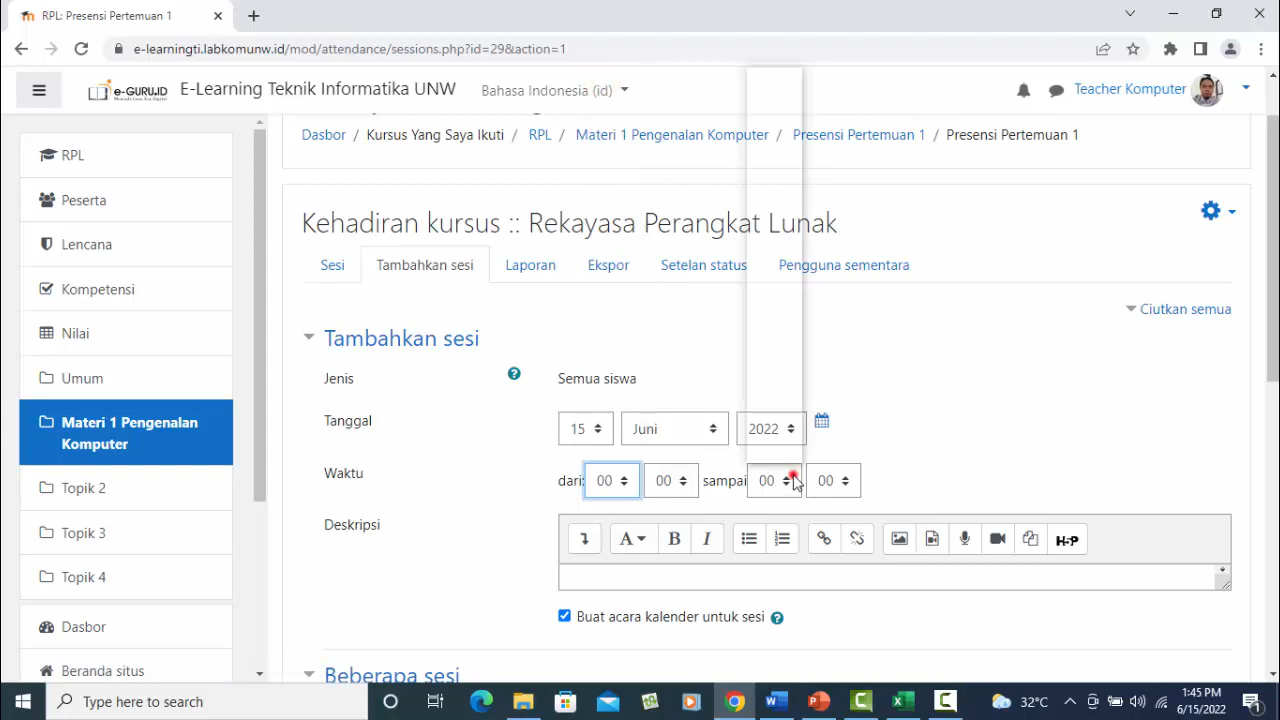 RPL: Presensi Pertemuan 1
e-learningti.labkomunw.id/mod/attendance/sessions.php?id=29&action=1
e-GURU.ID
E-Learning Teknik Informatika UNW
Bahasa Indonesia (id)
Teacher Komputer
Dasbor / Kursus Yang Saya Ikuti / RPL / Materi 1 Pengenalan Komputer / Presensi Pertemuan 1 / Presensi Pertemuan 1
RPL
Peserta
Lencana
Kompetensi
Nilai
Umum
Materi 1 Pengenalan
Komputer
Topik 2
Topik 3
Topik 4
Dasbor
Beranda situs
Kehadiran kursus :: Rekayasa Perangkat Lunak
Sesi Tambahkan sesi Laporan Ekspor Setelan status Pengguna sementara
Ciutkan semua
Tambahkan sesi
Jenis ? Semua siswa
Tanggal 15 Juni 2022
Waktu dari: 00 00 sampai 00 00
Deskripsi
A B I H5P
Buat acara kalender untuk sesi ?
Beberapa sesi
Type here to search
32°C
1:45 PM
6/15/2022
1